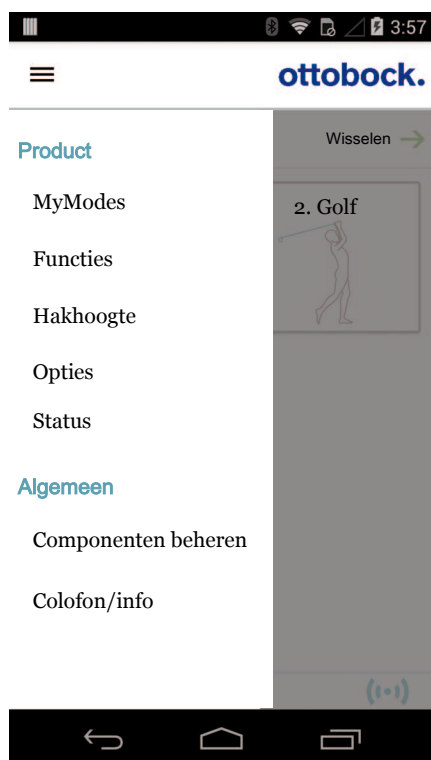 3:57
ottobock.
Product
Wisselen
MyModes
2. Golf
Functies
Hakhoogte
Opties
Status
Algemeen
Componenten beheren
Colofon/info